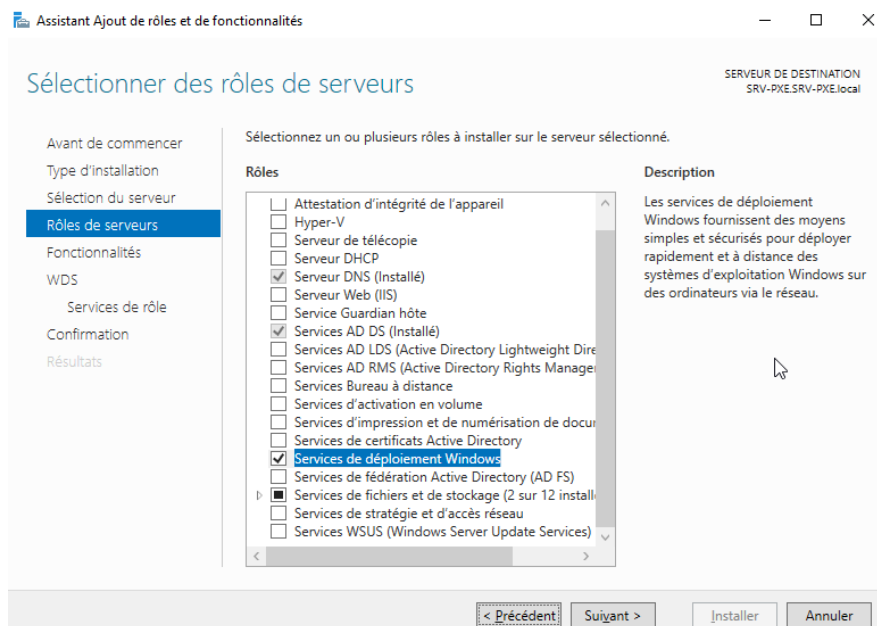 Assistant Ajout de rôles et de fonctionnalités
Sélectionner des rôles de serveurs
SERVEUR DE DESTINATION
SRV-PXE.SRV-PXE.local
Avant de commencer
Type d'installation
Sélection du serveur
Rôles de serveurs
Fonctionnalités
WDS
Services de rôle
Confirmation
Résultats
Sélectionnez un ou plusieurs rôles à installer sur le serveur sélectionné.
Rôles
Attestation d'intégrité de l'appareil
Hyper-V
Serveur de télécopie
Serveur DHCP
Serveur DNS (Installé)
Serveur Web (IIS)
Service Guardian hôte
Services AD DS (Installé)
Services AD LDS (Active Directory Lightweight Dire
Services AD RMS (Active Directory Rights Manage
Services Bureau à distance
Services d'activation en volume
Services d'impression et de numérisation de docu
Services de certificats Active Directory
Services de déploiement Windows
Services de fédération Active Directory (AD FS)
Services de fichiers et de stockage (2 sur 12 install
Services de stratégie et d'accès réseau
Services WSUS (Windows Server Update Services)
Description
Les services de déploiement
Windows fournissent des moyens
simples et sécurisés pour déployer
rapidement et à distance des
systèmes d'exploitation Windows sur
des ordinateurs via le réseau.
< Précédent
Suivant >
Installer
Annuler